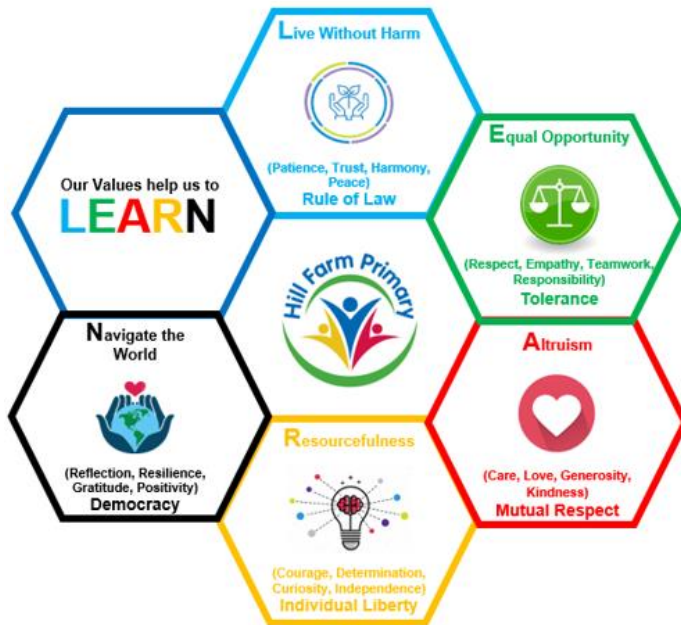 Our Values help us to
LEARN
Live Without Harm
(Patience, Trust, Harmony,
Peace)
Rule of Law
Equal Opportunity
(Respect, Empathy, Teamwork,
Responsibility)
Tolerance
Altruism
(Care, Love, Generosity,
Kindness)
Mutual Respect
Resourcefulness
(Courage, Determination,
Curiosity, Independence)
Individual Liberty
Navigate the
World
(Reflection, Resilience,
Gratitude, Positivity)
Democracy
Hill Farm Primary